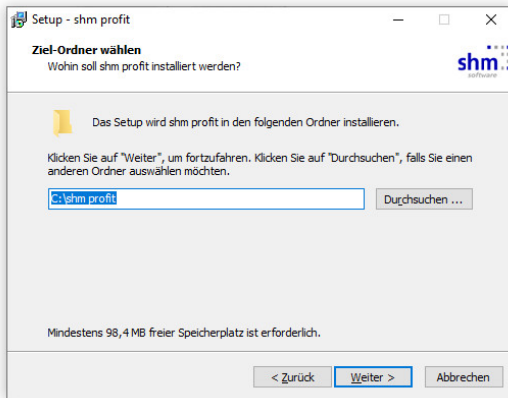 Setup - shm profit
Ziel-Ordner wählen
Wohin soll shm profit installiert werden?
shm
software
Das Setup wird shm profit in den folgenden Ordner installieren.
Klicken Sie auf "Weiter", um fortzufahren. Klicken Sie auf "Durchsuchen", falls Sie einen
anderen Ordner auswählen möchten.
C:\shm profit
Durchsuchen ...
Mindestens 98,4 MB freier Speicherplatz ist erforderlich.
< Zurück
Weiter >
Abbrechen